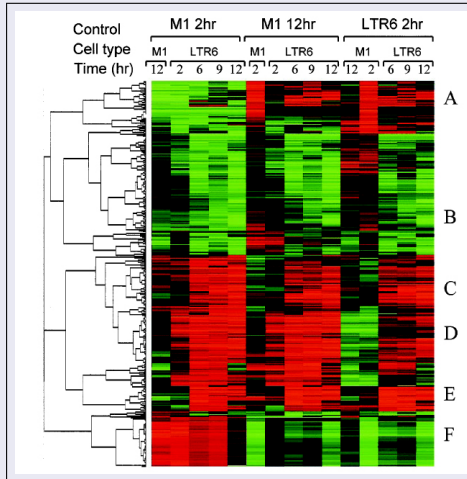 Control M1 2hr M1 12hr LTR6 2hr
Cell type M1 LTR6 M1 LTR6 M1 LTR6
Time (hr) 12 2 6 9 12 2 2 6 9 12 12 2 6 9 12
A
B
C
D
E
F